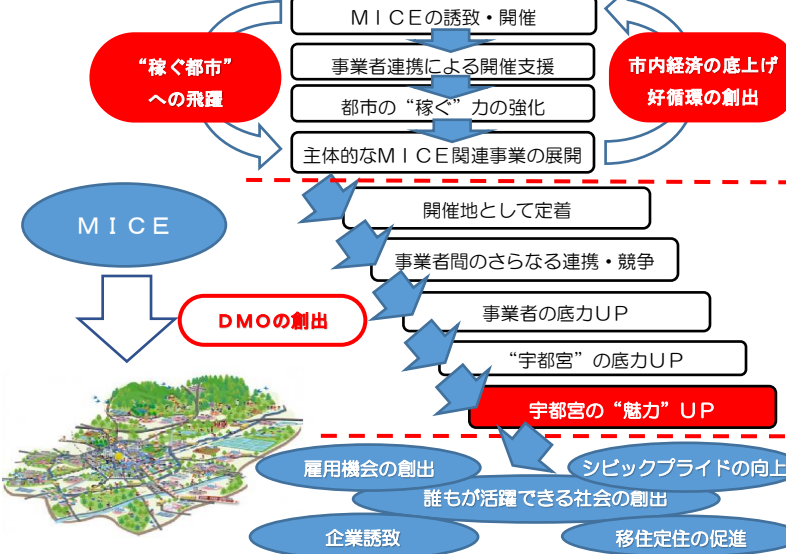 MICEの誘致・開催
“稼ぐ都市”
への飛躍
事業者連携による開催支援
市内経済の底上げ
好循環の創出
都市の“稼ぐ”力の強化
主体的なMICE関連事業の展開
MICE
開催地として定着
事業者間のさらなる連携・競争
DMOの創出
事業者の底力UP
“宇都宮”の底力UP
宇都宮の“魅力”UP
雇用機会の創出
シビックプライドの向上
誰もが活躍できる社会の創出
企業誘致
移住定住の促進